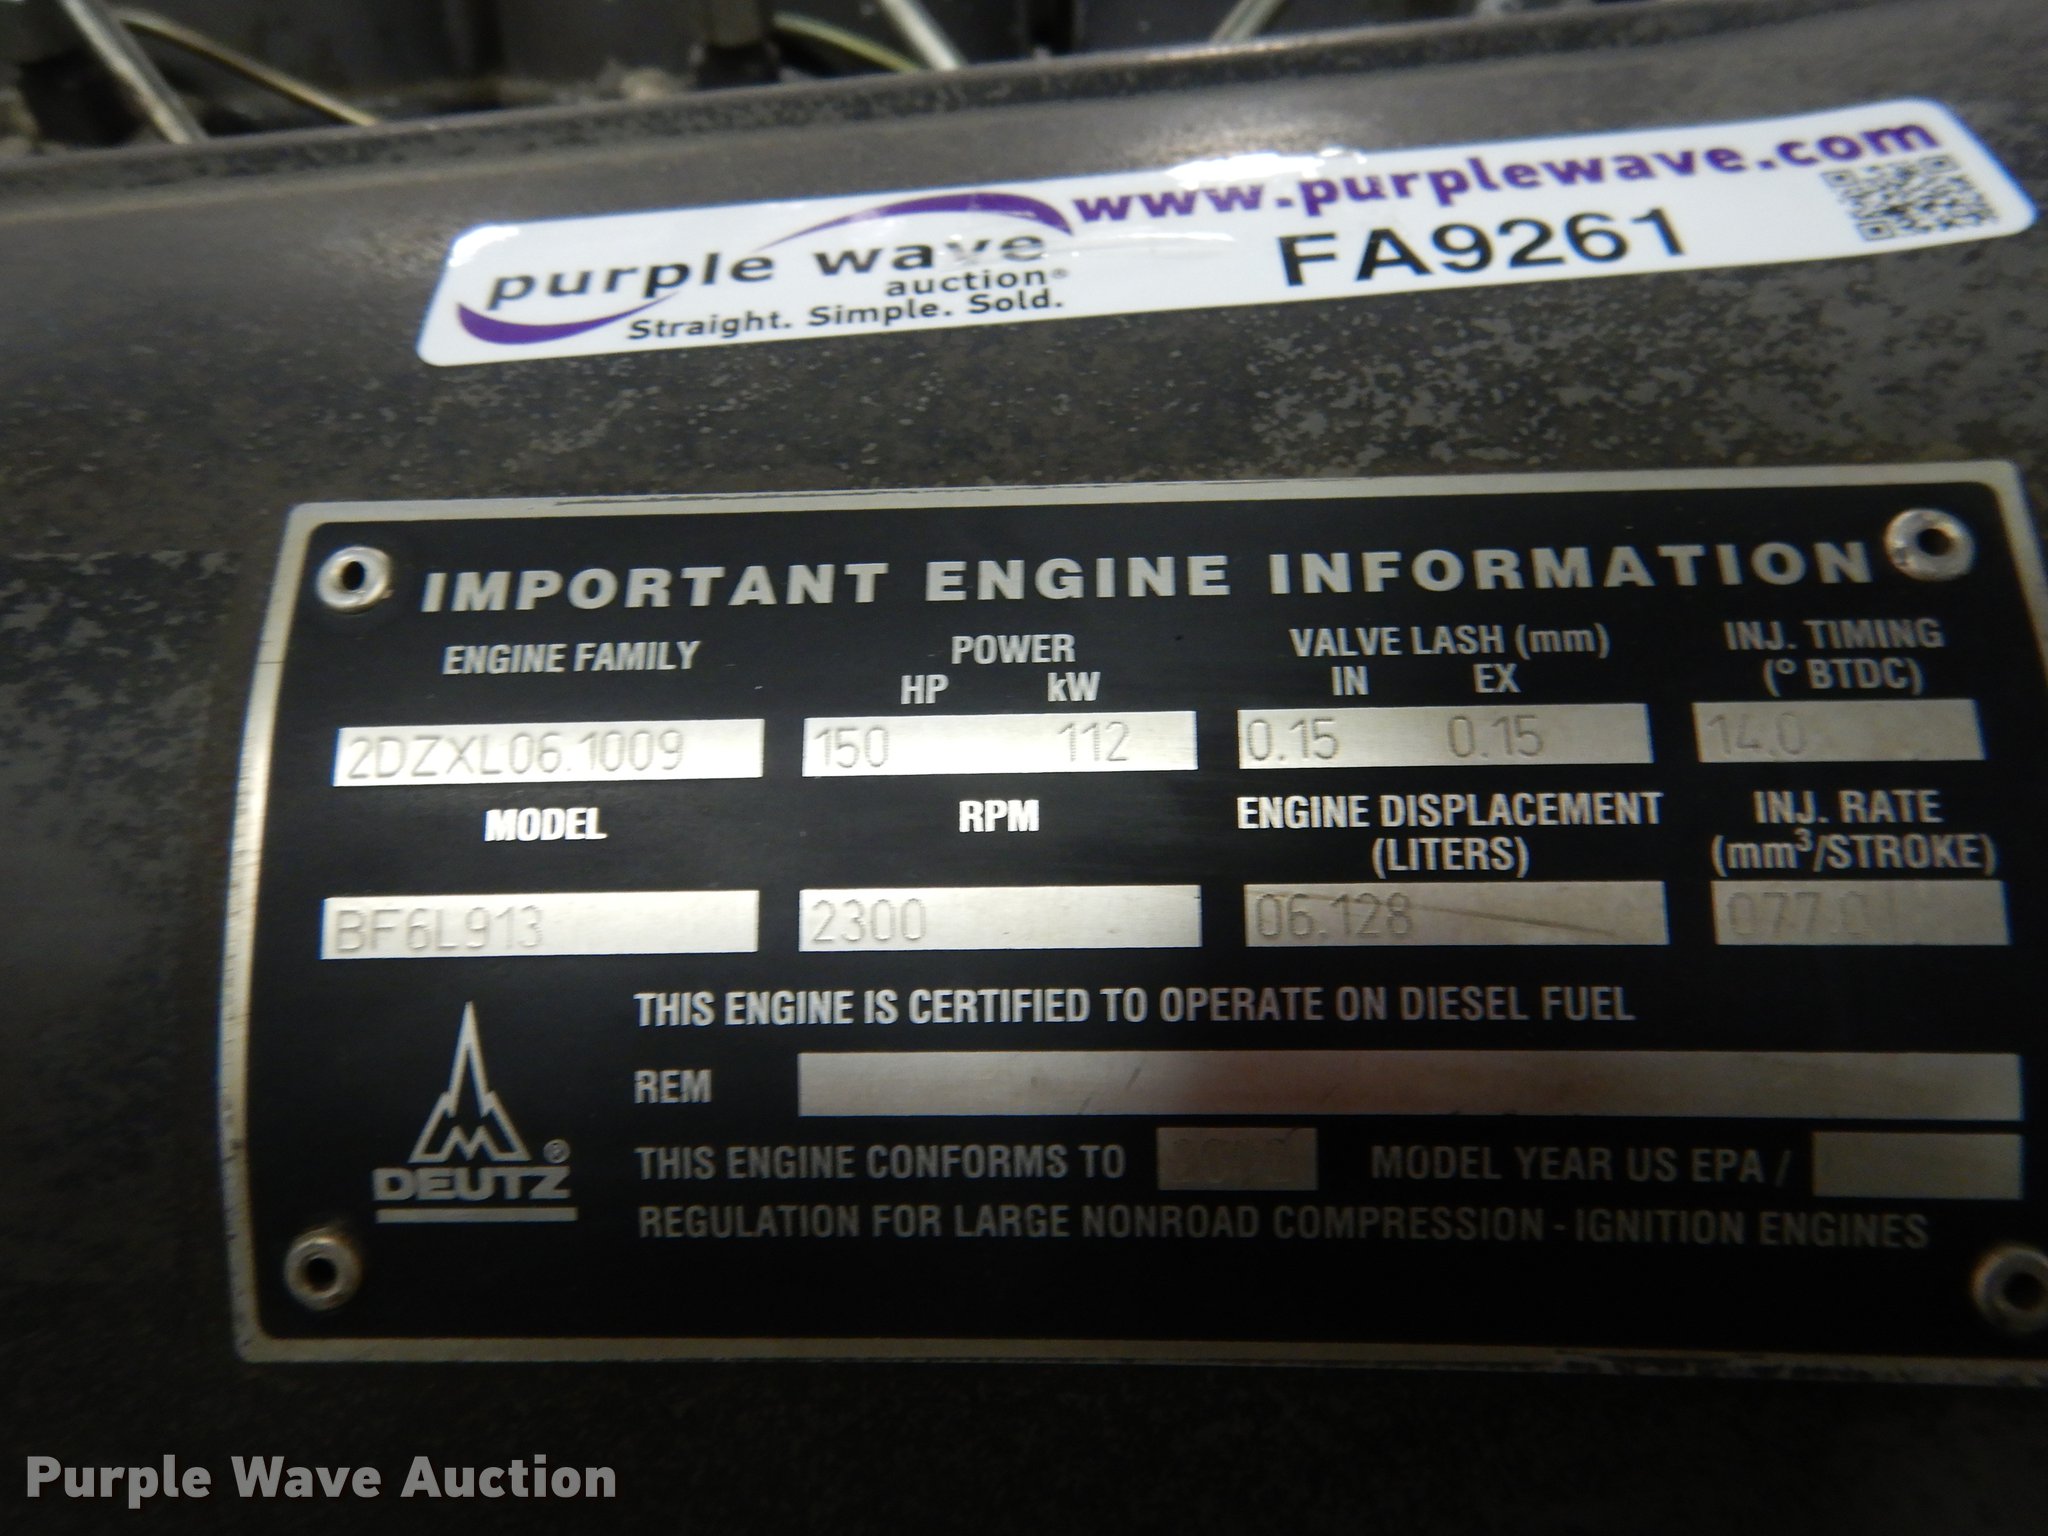 www.purplewave.com
purple wave
auction®
Straight. Simple. Sold.
FA9261
IMPORTANT ENGINE INFORMATION
ENGINE FAMILY
POWER
HP kW
VALVE LASH (mm)
IN EX
INJ. TIMING
(° BTDC)
2DZXL06.1009
150 112
0.15 0.15
14.0
MODEL
RPM
ENGINE DISPLACEMENT
(LITERS)
INJ. RATE
(mm³/STROKE)
BF6L913
2300
06.128
077.0
THIS ENGINE IS CERTIFIED TO OPERATE ON DIESEL FUEL
REM
THIS ENGINE CONFORMS TO MODEL YEAR US EPA /
REGULATION FOR LARGE NONROAD COMPRESSION - IGNITION ENGINES
DEUTZ®
Purple Wave Auction